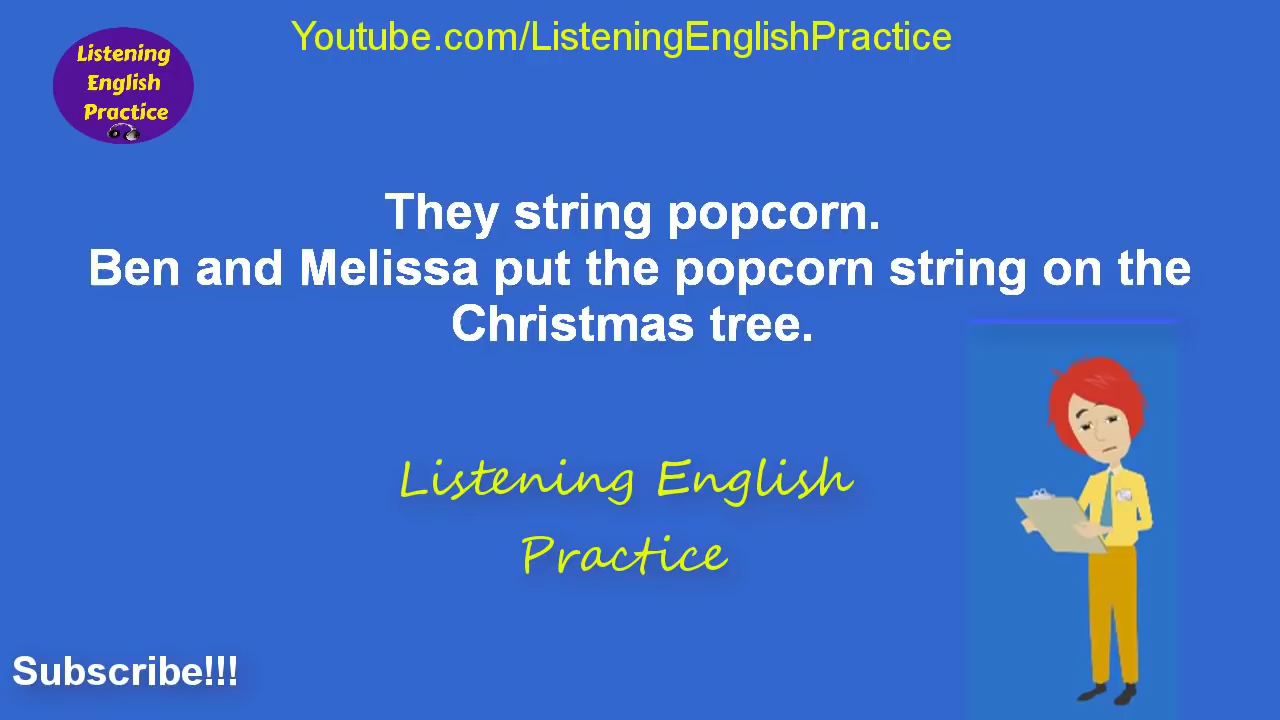 Youtube.com/ListeningEnglishPractice
Listening
English
Practice
They string popcorn.
Ben and Melissa put the popcorn string on the
Christmas tree.
Listening English
Practice
Subscribe!!!